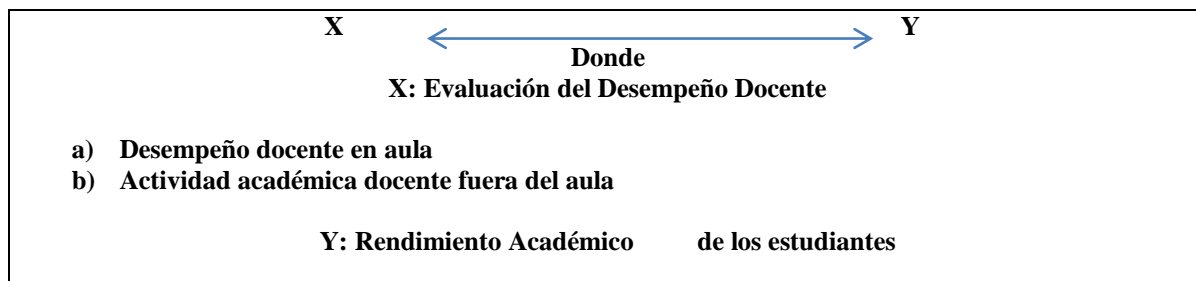 X Y
Donde
X: Evaluación del Desempeño Docente
a) Desempeño docente en aula
b) Actividad académica docente fuera del aula
Y: Rendimiento Académico de los estudiantes